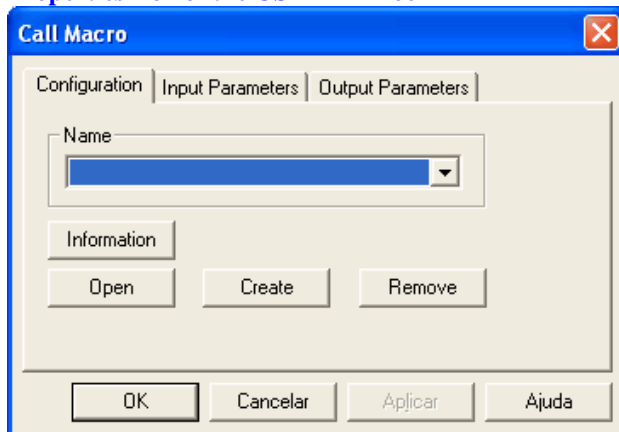 Call Macro
Configuration Input Parameters Output Parameters
Name
Information
Open Create Remove
OK Cancelar Aplicar Ajuda